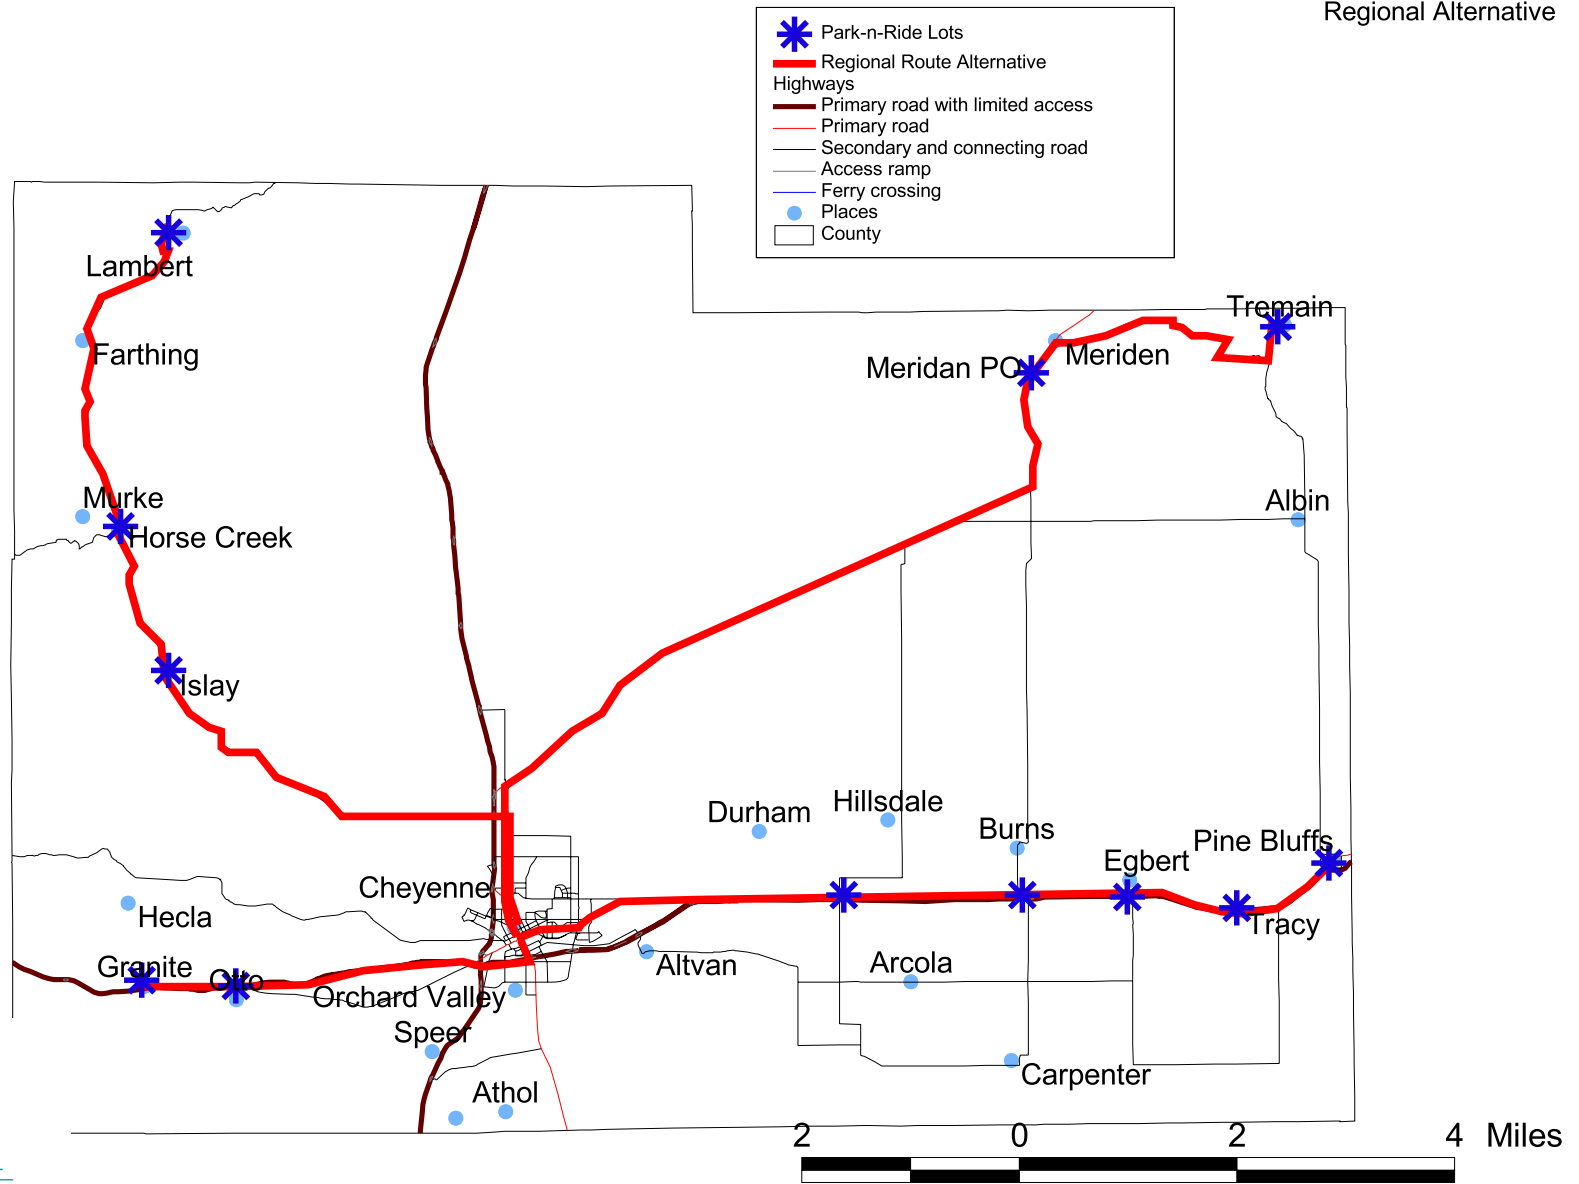 Regional Alternative
Park-n-Ride Lots
Regional Route Alternative
Highways
Primary road with limited access
Primary road
Secondary and connecting road
Access ramp
Ferry crossing
Places
County
Lambert
Tremain
Farthing
Meridan PO
Meriden
Murke
Albin
Horse Creek
Islay
Durham
Hillsdale
Burns
Pine Bluffs
Egbert
Cheyenne
Hecla
Tracy
Granite
Otto
Altvan
Arcola
Orchard Valley
Speer
Carpenter
Athol
2 0 2 4 Miles